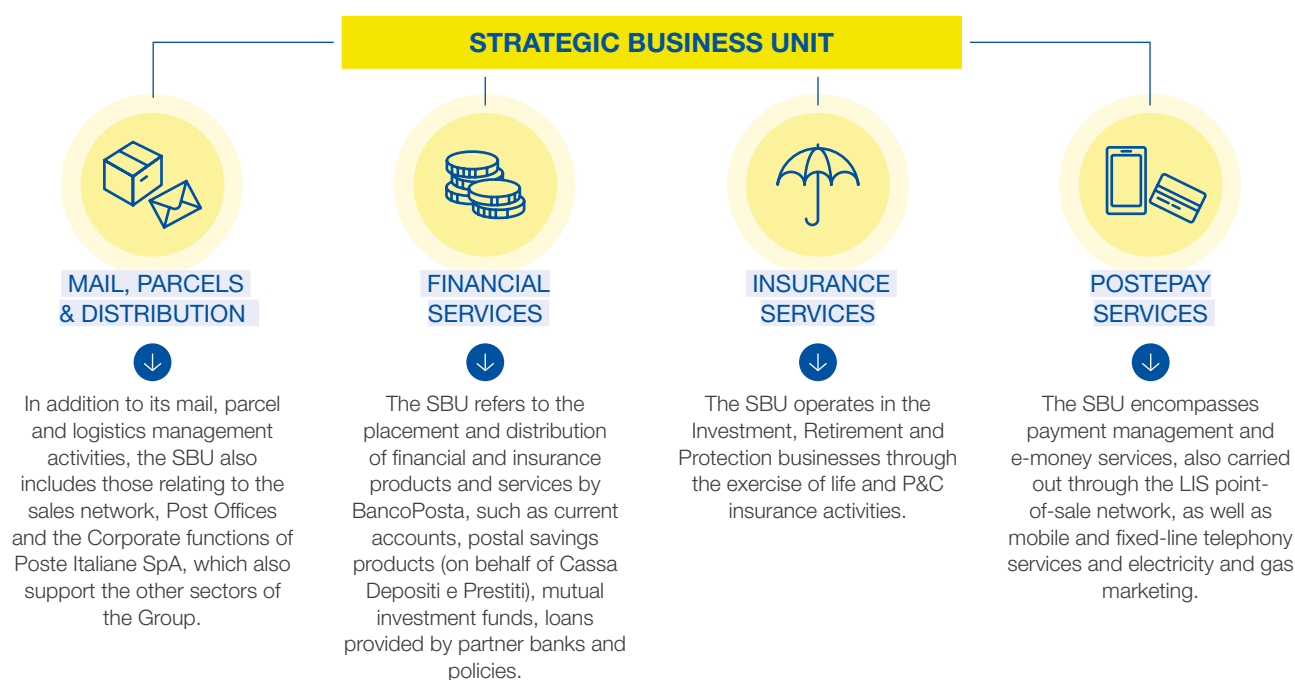 STRATEGIC BUSINESS UNIT
MAIL, PARCELS
& DISTRIBUTION
In addition to its mail, parcel
and logistics management
activities, the SBU also
includes those relating to the
sales network, Post Offices
and the Corporate functions of
Poste Italiane SpA, which also
support the other sectors of
the Group.
FINANCIAL
SERVICES
The SBU refers to the
placement and distribution
of financial and insurance
products and services by
BancoPosta, such as current
accounts, postal savings
products (on behalf of Cassa
Depositi e Prestiti), mutual
investment funds, loans
provided by partner banks and
policies.
INSURANCE
SERVICES
The SBU operates in the
Investment, Retirement and
Protection businesses through
the exercise of life and P&C
insurance activities.
POSTEPAY
SERVICES
The SBU encompasses
payment management and
e-money services, also carried
out through the LIS point-
of-sale network, as well as
mobile and fixed-line telephony
services and electricity and gas
marketing.